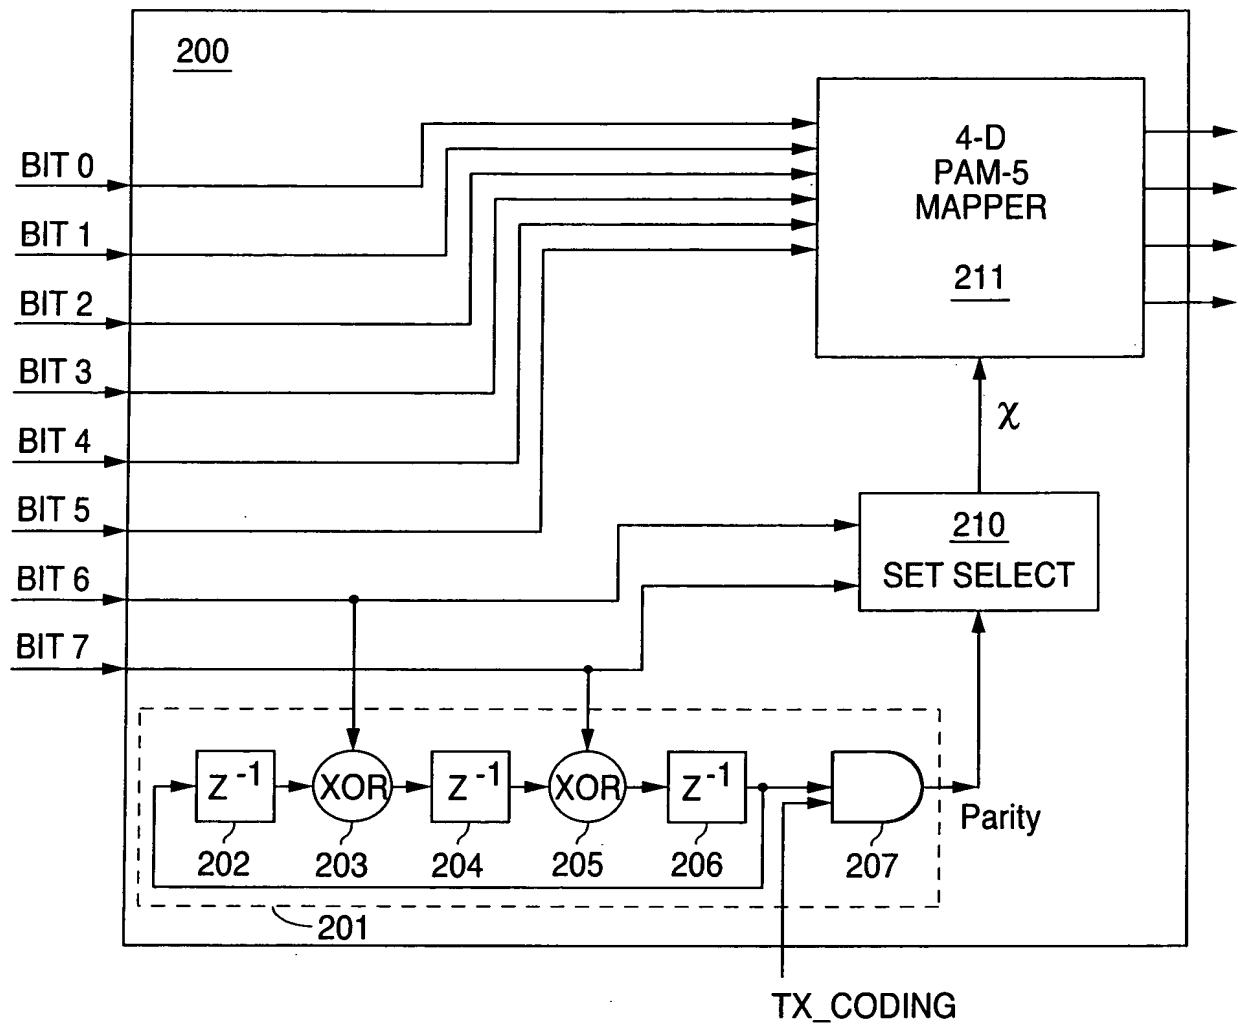 200
4-D
PAM-5
MAPPER
211
BIT 0
BIT 1
BIT 2
BIT 3
BIT 4
BIT 5
BIT 6
BIT 7
χ
210
SET SELECT
Z⁻¹
XOR
Z⁻¹
XOR
Z⁻¹
Parity
202
203
204
205
206
207
201
TX_CODING